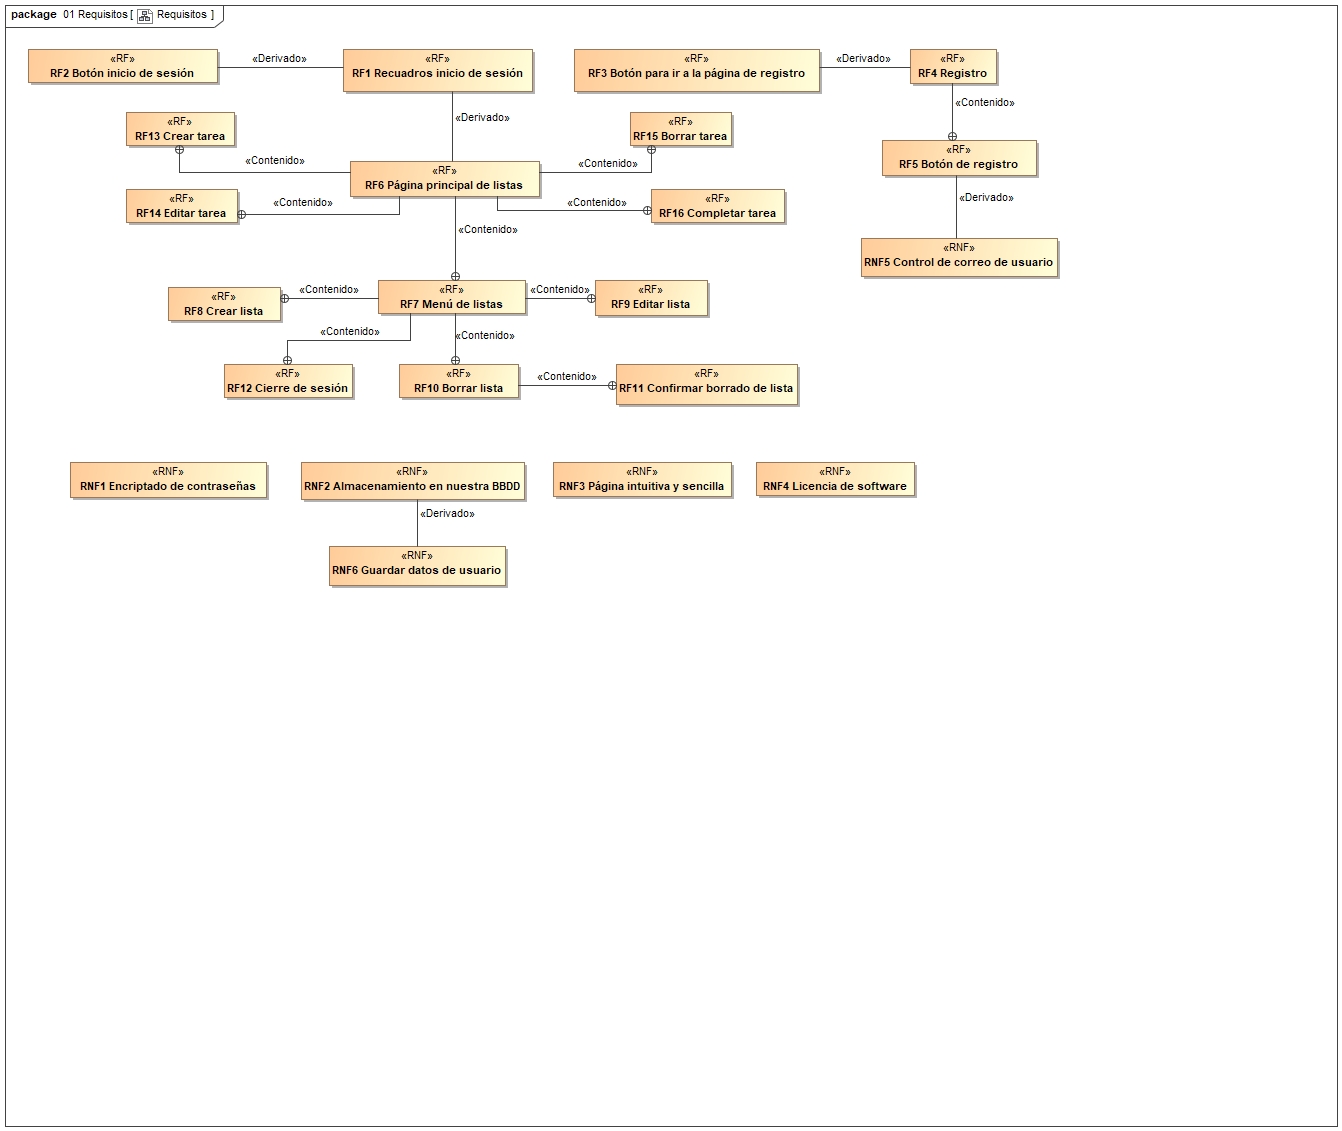 package 01 Requisitos [ Requisitos ]
«RF»
RF2 Botón inicio de sesión
«Derivado»
«RF»
RF1 Recuadros inicio de sesión
«RF»
RF3 Botón para ir a la página de registro
«Derivado»
«RF»
RF4 Registro
«Derivado»
«Contenido»
«RF»
RF13 Crear tarea
«RF»
RF15 Borrar tarea
«Contenido»
«Contenido»
«RF»
RF6 Página principal de listas
«RF»
RF5 Botón de registro
«RF»
RF14 Editar tarea
«Contenido»
«Contenido»
«RF»
RF16 Completar tarea
«Derivado»
«Contenido»
«RNF»
RNF5 Control de correo de usuario
«RF»
RF8 Crear lista
«Contenido»
«RF»
RF7 Menú de listas
«Contenido»
«RF»
RF9 Editar lista
«Contenido»
«Contenido»
«RF»
RF12 Cierre de sesión
«RF»
RF10 Borrar lista
«Contenido»
«RF»
RF11 Confirmar borrado de lista
«RNF»
RNF1 Encriptado de contraseñas
«RNF»
RNF2 Almacenamiento en nuestra BBDD
«RNF»
RNF3 Página intuitiva y sencilla
«RNF»
RNF4 Licencia de software
«Derivado»
«RNF»
RNF6 Guardar datos de usuario